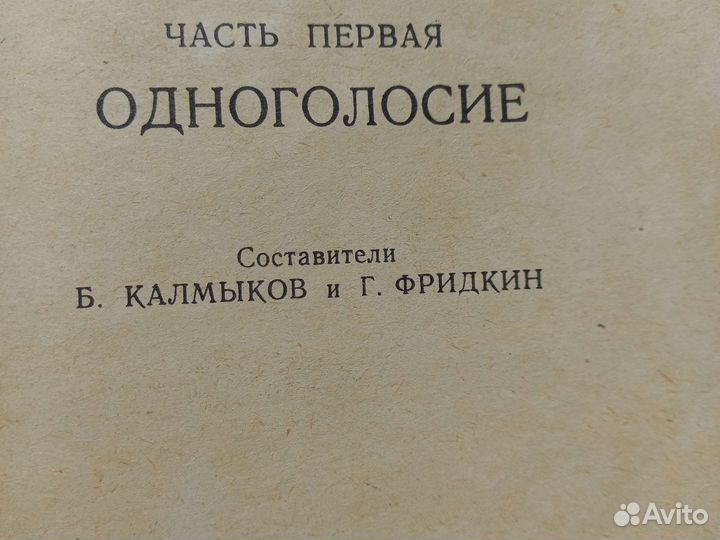 ЧАСТЬ ПЕРВАЯ
ОДНОГОЛОСИЕ
Составители
Б. КАЛМЫКОВ и Г. ФРИДКИН
Avito